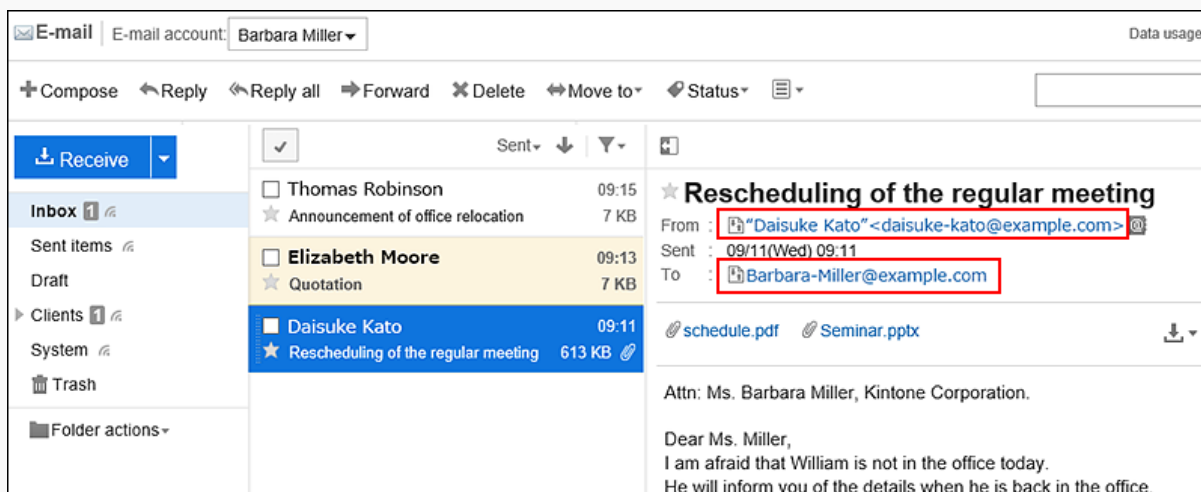 E-mail E-mail account: Barbara Miller Data usage
Compose Reply Reply all Forward Delete Move to Status
Receive
Inbox 1
Sent items
Draft
Clients 1
System
Trash
Folder actions
Sent
Thomas Robinson 09:15
Announcement of office relocation 7 KB
Elizabeth Moore 09:13
Quotation 7 KB
Daisuke Kato 09:11
Rescheduling of the regular meeting 613 KB
Rescheduling of the regular meeting
From : "Daisuke Kato"<daisuke-kato@example.com>
Sent : 09/11(Wed) 09:11
To : Barbara-Miller@example.com
schedule.pdf Seminar.pptx
Attn: Ms. Barbara Miller, Kintone Corporation.
Dear Ms. Miller,
I am afraid that William is not in the office today.
He will inform you of the details when he is back in the office.